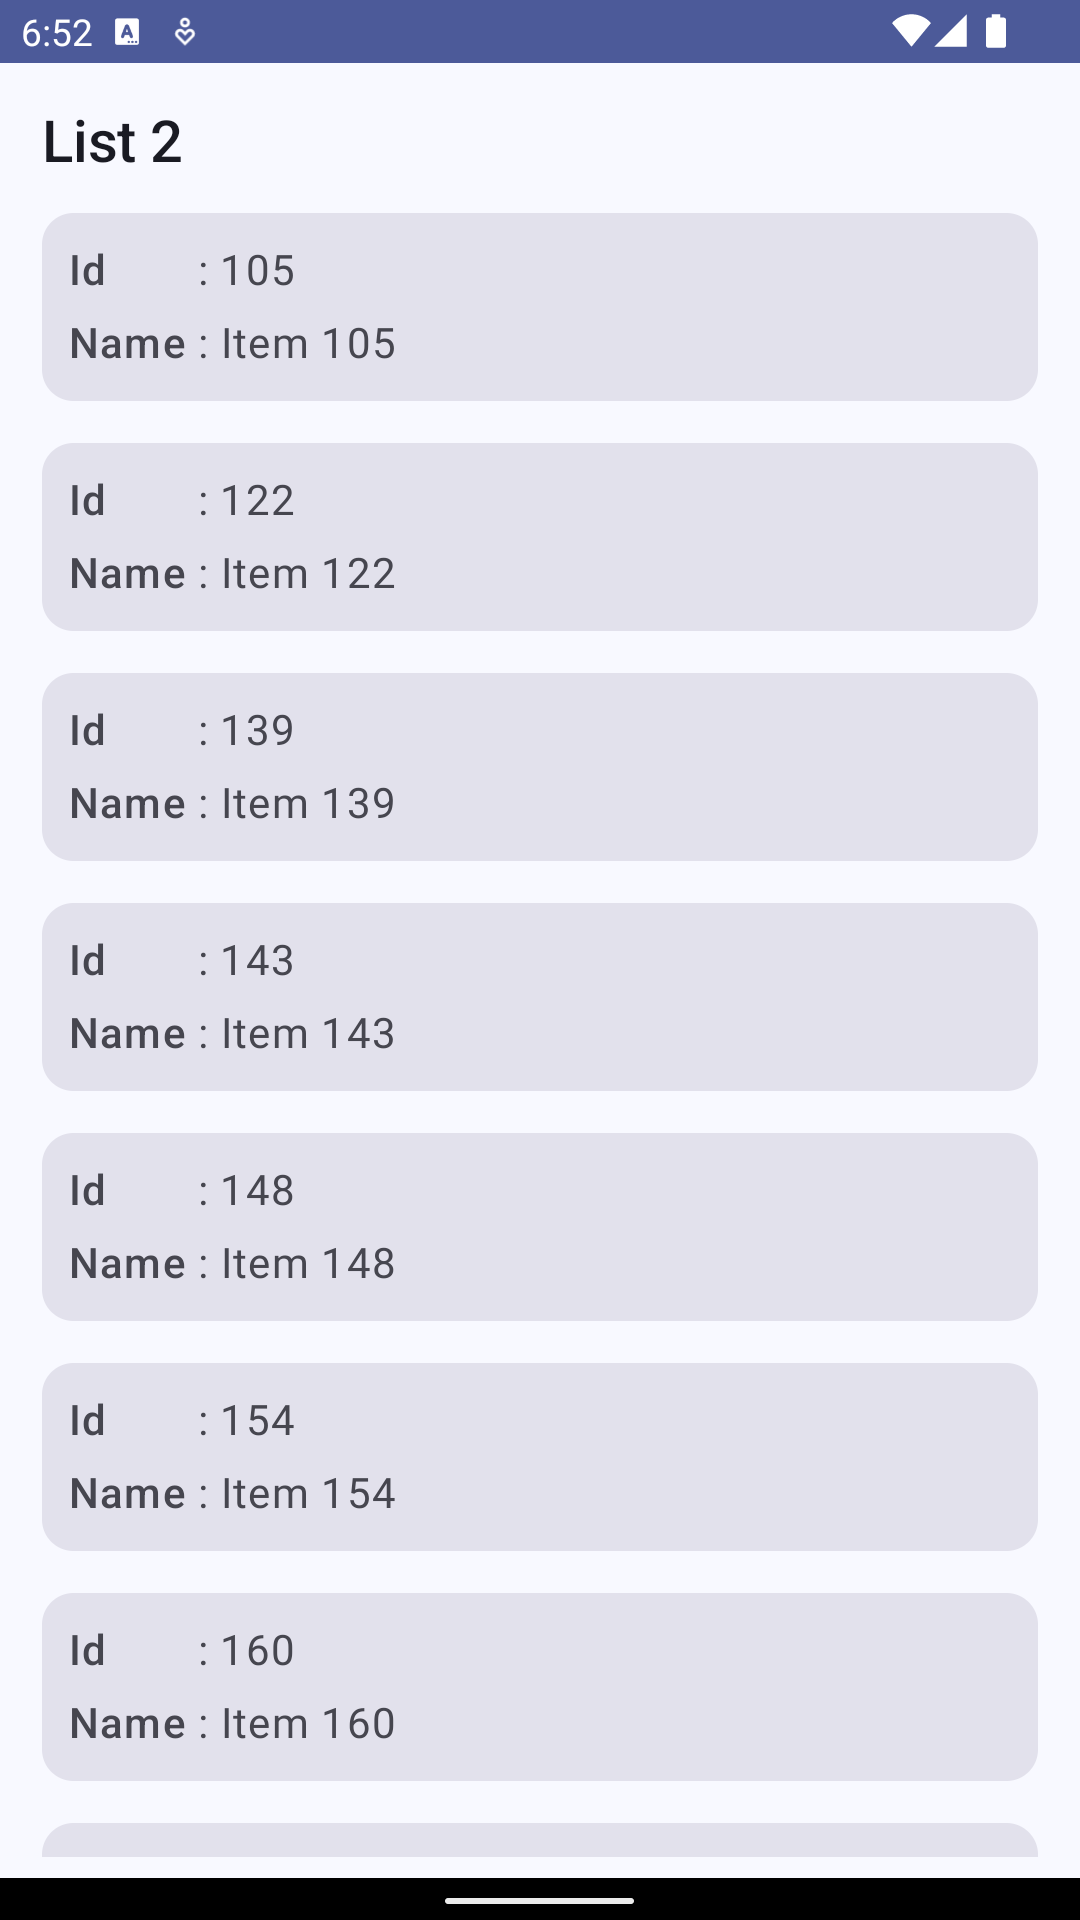 6:52
List 2
Id : 105
Name : Item 105
Id : 122
Name : Item 122
Id : 139
Name : Item 139
Id : 143
Name : Item 143
Id : 148
Name : Item 148
Id : 154
Name : Item 154
Id : 160
Name : Item 160